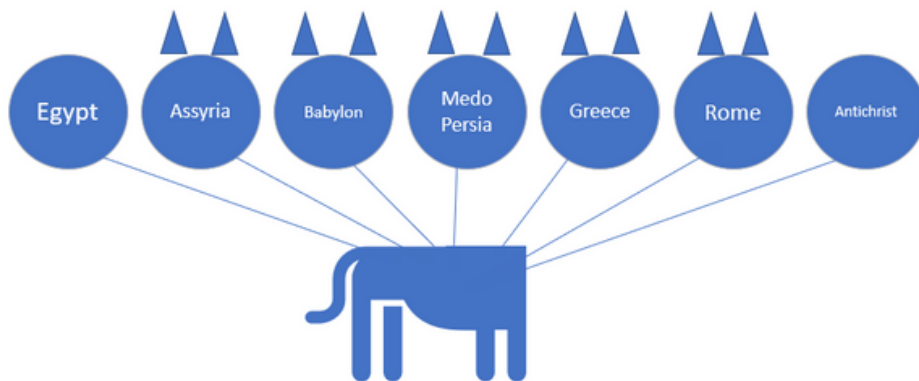 Egypt
Assyria
Babylon
Medo
Persia
Greece
Rome
Antichrist